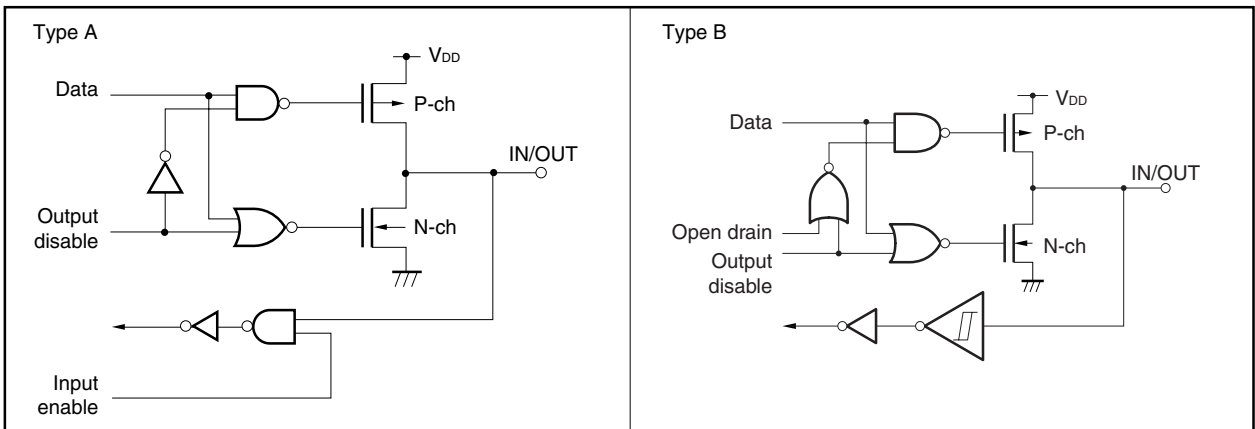 Type A
VDD
Data
P-ch
IN/OUT
Output
disable
N-ch
Input
enable
Type B
VDD
Data
P-ch
IN/OUT
Open drain
N-ch
Output
disable